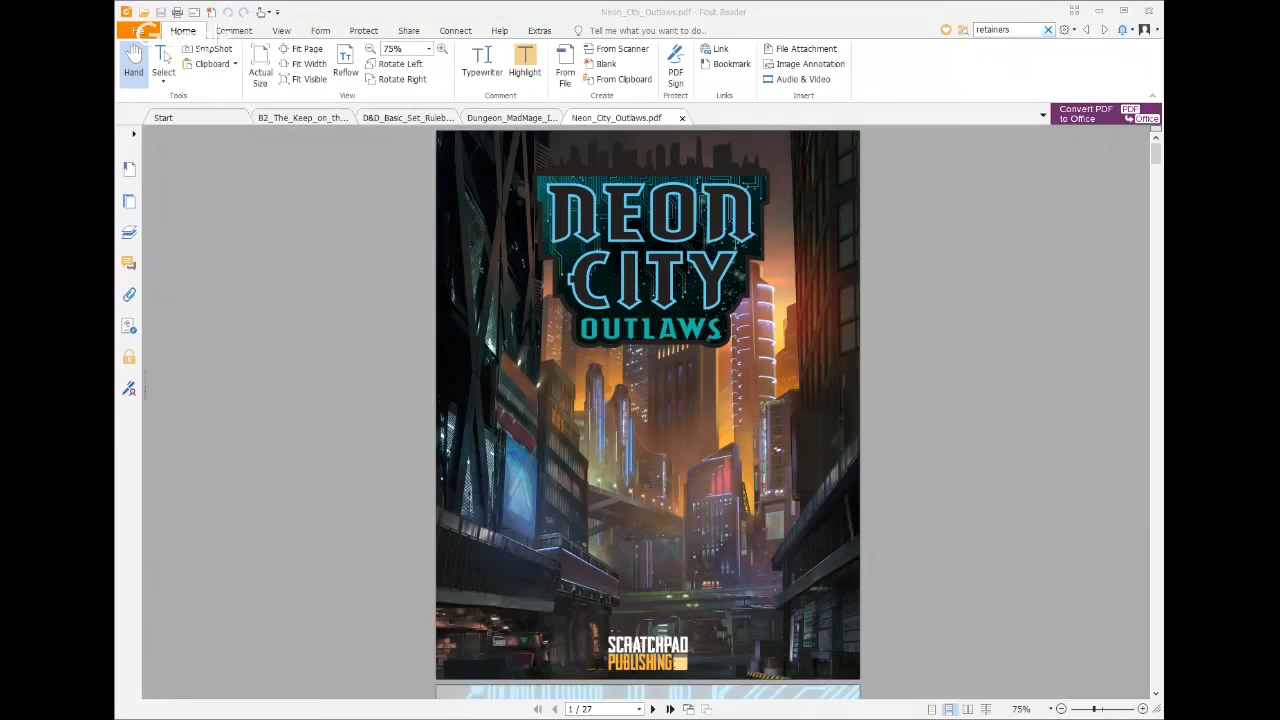 Neon_City_Outlaws.pdf - Foxit Reader
File Home Comment View Form Protect Share Connect Help Extras Tell me what you want to do.. retainers
Hand
Select
SnapShot
Clipboard
Tools
Actual Size
Fit Page
Fit Width
Fit Visible
Reflow
75%
Rotate Left
Rotate Right
View
Typewriter
Highlight
Comment
From File
From Scanner
Blank
From Clipboard
Create
PDF Sign
Protect
Link
Bookmark
Links
File Attachment
Image Annotation
Audio & Video
Insert
Start B2_The_Keep_on_th... D&D_Basic_Set_Ruleb... Dungeon_MadMage_I... Neon_City_Outlaws.pdf
Convert PDF to Office
PDF
Office
NEON
CITY
OUTLAWS
SCRATCHPAD
PUBLISHING
1 / 27
75%